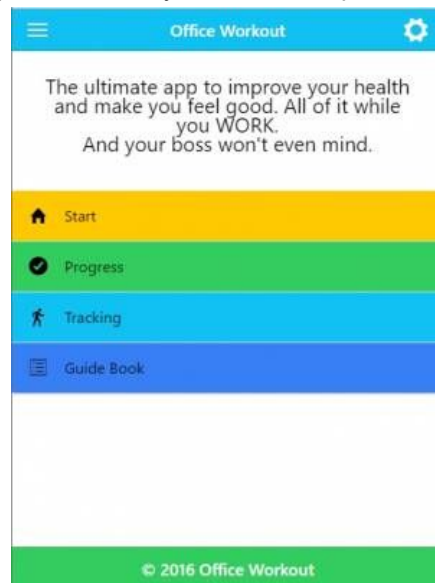 Office Workout
The ultimate app to improve your health
and make you feel good. All of it while
you WORK.
And your boss won't even mind.
Start
Progress
Tracking
Guide Book
© 2016 Office Workout